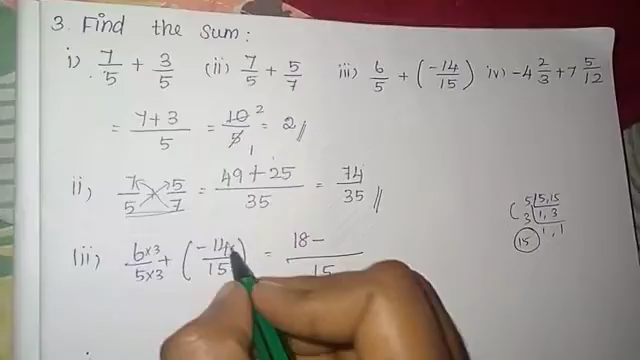 3. Find the sum:
i) 7/5 + 3/5 (ii) 7/5 + 5/7 iii) 6/5 + (-14/15) iv) -4 2/3 + 7 5/12
= 7+3/5 = 10/5 2 1 = 2 //
ii) 7/5 5/7 = 49+25/35 = 74/35 //
5 | 5, 15
3 | 1, 3
15 1, 1
(iii) 6×3/5×3 + (-14/15) = 18-/15